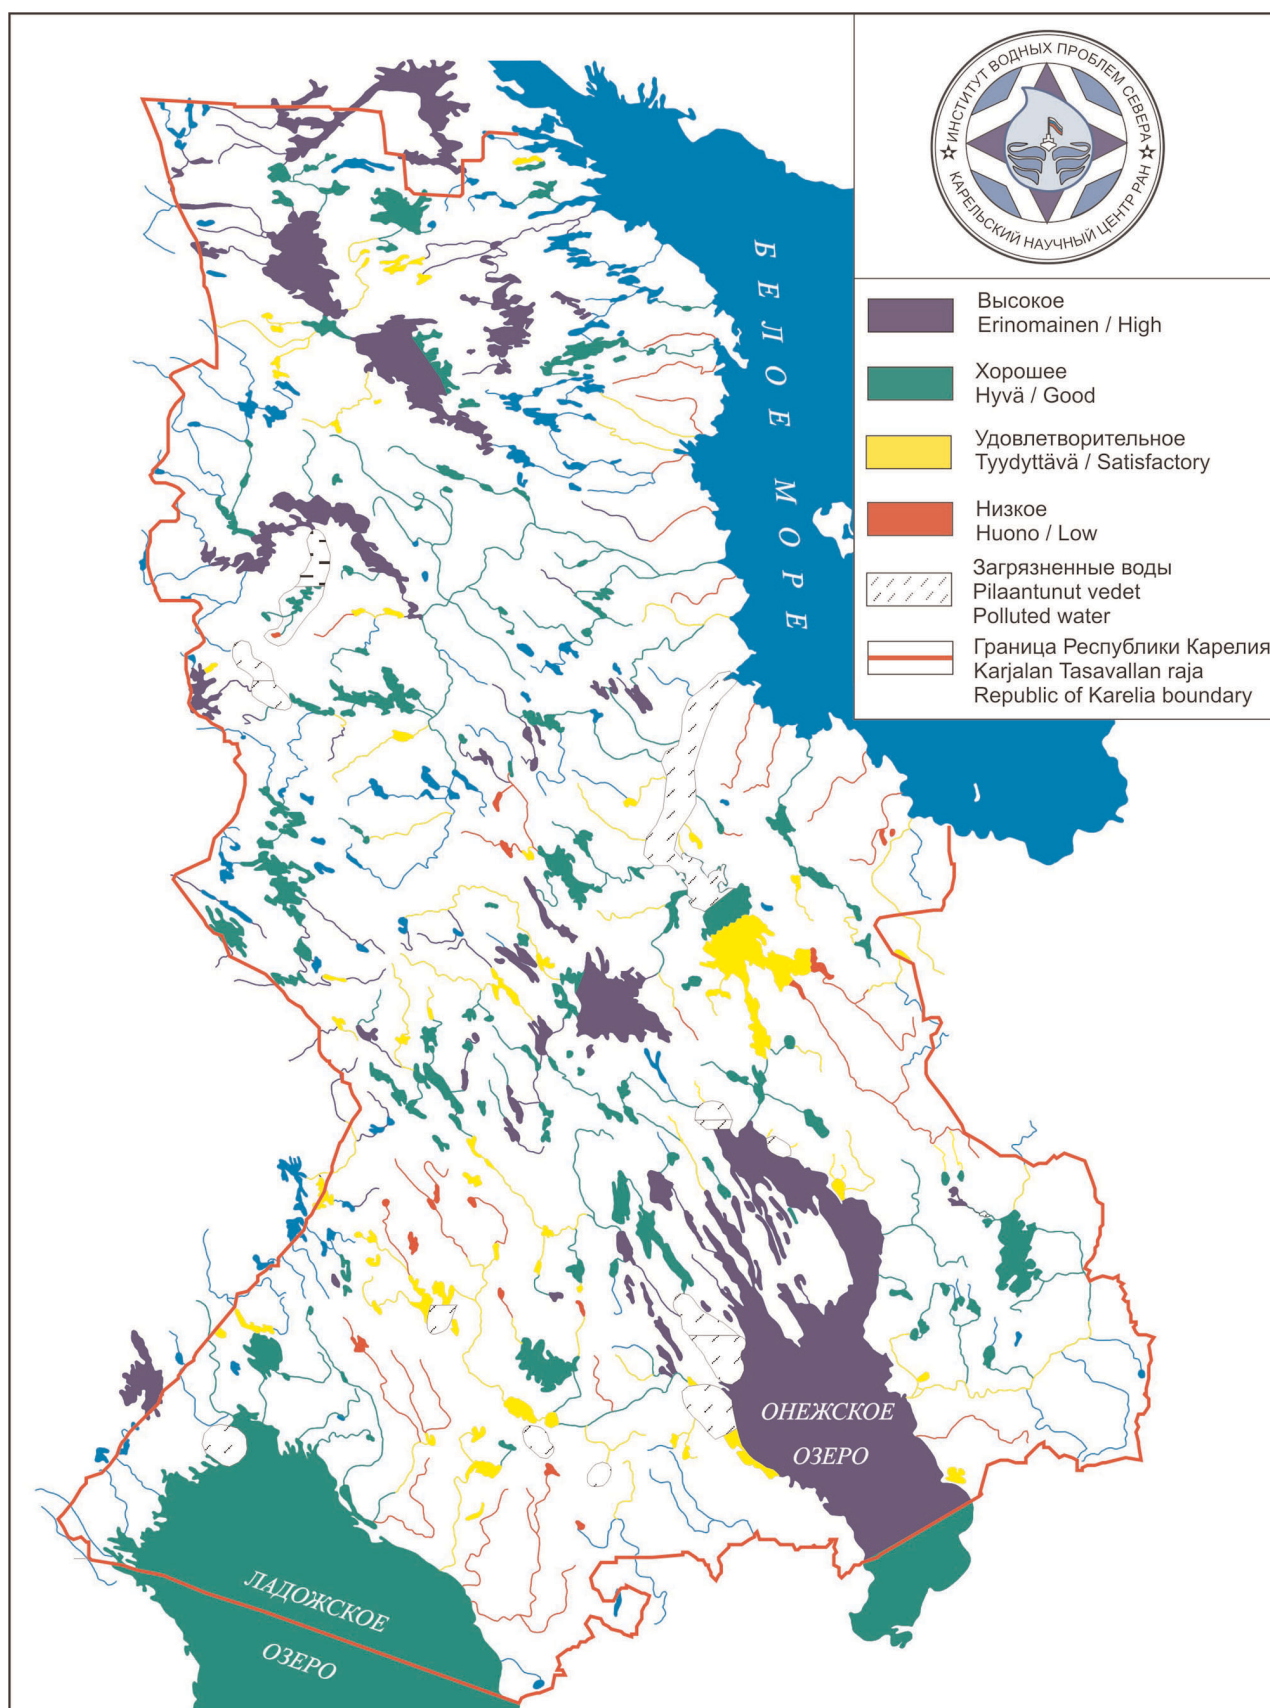 ИНСТИТУТ ВОДНЫХ ПРОБЛЕМ СЕВЕРА
КАРЕЛЬСКИЙ НАУЧНЫЙ ЦЕНТР РАН
Высокое
Erinomainen / High
Хорошее
Hyvä / Good
Удовлетворительное
Tyydyttävä / Satisfactory
Низкое
Huono / Low
Загрязненные воды
Pilaantunut vedet
Polluted water
Граница Республики Карелия
Karjalan Tasavallan raja
Republic of Karelia boundary
БЕЛОЕ МОРЕ
ОНЕЖСКОЕ
ОЗЕРО
ЛАДОЖСКОЕ
ОЗЕРО